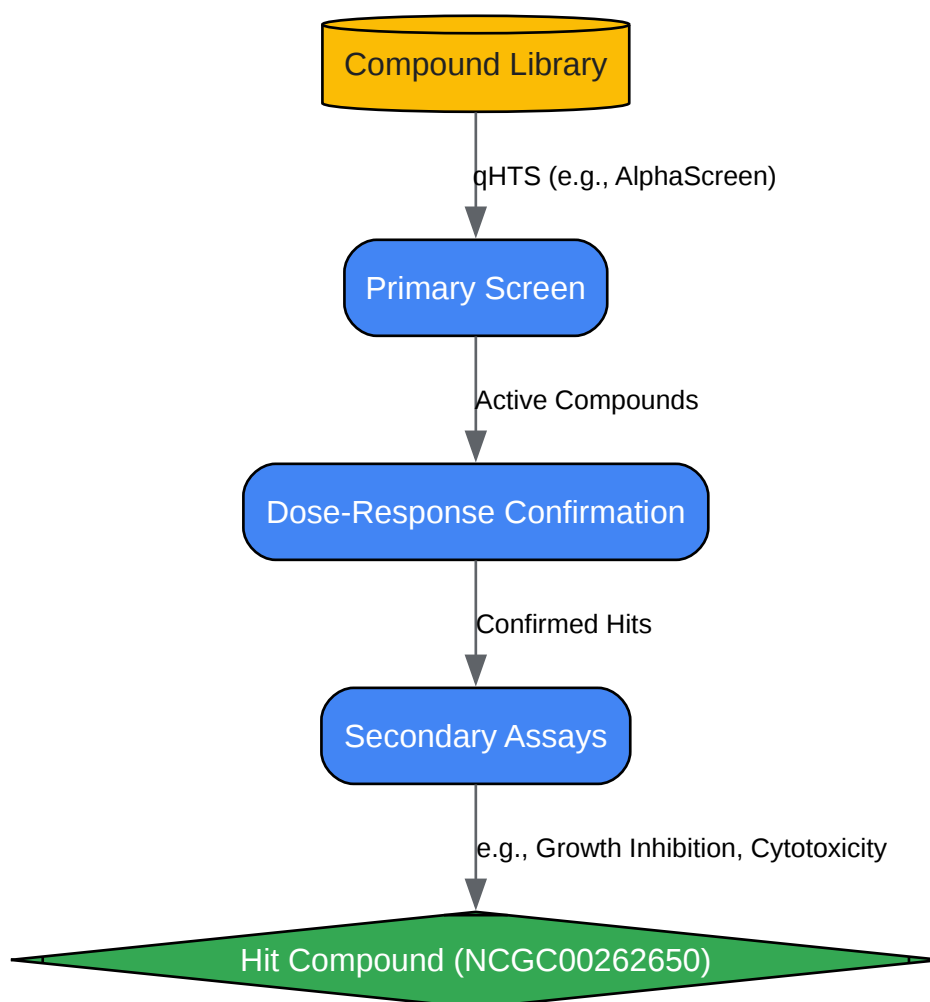 Compound Library
qHTS (e.g., AlphaScreen)
Primary Screen
Active Compounds
Dose-Response Confirmation
Confirmed Hits
Secondary Assays
e.g., Growth Inhibition, Cytotoxicity
Hit Compound (NCGC00262650)